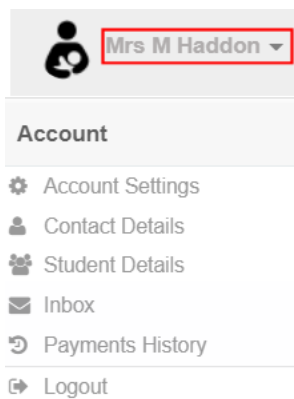 Mrs M Haddon
Account
Account Settings
Contact Details
Student Details
Inbox
Payments History
Logout